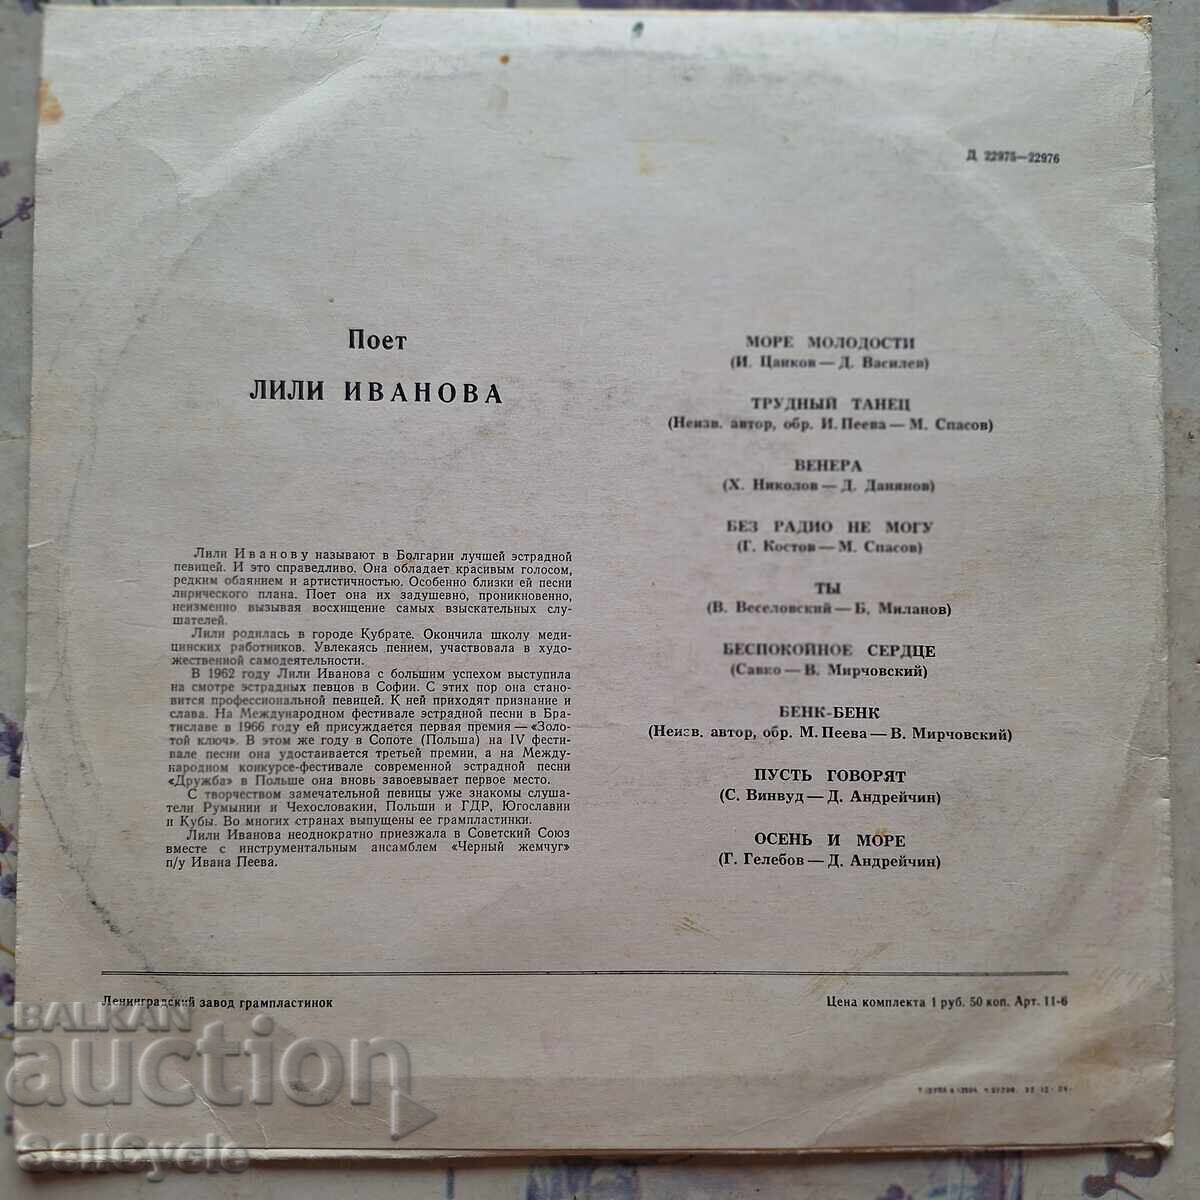 Д 22975—22976
Поет
ЛИЛИ ИВАНОВА
Лили Иванову называют в Болгарии лучшей эстрадной
певицей. И это справедливо. Она обладает красивым голосом,
редким обаянием и артистичностью. Особенно близки ей песни
лирического плана. Поет она их задушевно, проникновенно,
неизменно вызывая восхищение самых взыскательных слу-
шателей.
Лили родилась в городе Кубрате. Окончила школу меди-
цинских работников. Увлекаясь пением, участвовала в худо-
жественной самодеятельности.
В 1962 году Лили Иванова с большим успехом выступила
на смотре эстрадных певцов в Софии. С этих пор она стано-
вится профессиональной певицей. К ней приходят признание и
слава. На Международном фестивале эстрадной песни в Бра-
тиславе в 1966 году ей присуждается первая премия — «Золо-
той ключ». В этом же году в Сопоте (Польша) на IV фести-
вале песни она удостаивается третьей премии, а на Между-
народном конкурсе-фестивале современной эстрадной песни
«Дружба» в Польше она вновь завоевывает первое место.
С творчеством замечательной певицы уже знакомы слуша-
тели Румынии и Чехословакии, Польши и ГДР, Югославии
и Кубы. Во многих странах выпущены ее грампластинки.
Лили Иванова неоднократно приезжала в Советский Союз
вместе с инструментальным ансамблем «Черный жемчуг»
п/у Ивана Пеева.
МОРЕ МОЛОДОСТИ
(И. Цанков — Д. Василев)
ТРУДНЫЙ ТАНЕЦ
(Неизв. автор, обр. И. Пеева — М. Спасов)
ВЕНЕРА
(Х. Николов — Д. Данянов)
БЕЗ РАДИО НЕ МОГУ
(Г. Костов — М. Спасов)
ТЫ
(В. Веселовский — Б. Миланов)
БЕСПОКОЙНОЕ СЕРДЦЕ
(Савко — В. Мирчовский)
БЕНК-БЕНК
(Неизв. автор, обр. М. Пеева — В. Мирчовский)
ПУСТЬ ГОВОРЯТ
(С. Винвуд — Д. Андрейчин)
ОСЕНЬ И МОРЕ
(Г. Гелебов — Д. Андрейчин)
Ленинградский завод грампластинок
Цена комплекта 1 руб. 50 коп. Арт. 11-6
BALKAN
auction
SellCycle